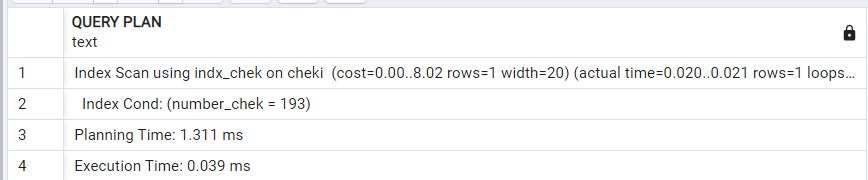 QUERY PLAN
text
1 Index Scan using indx_chek on cheki (cost=0.00..8.02 rows=1 width=20) (actual time=0.020..0.021 rows=1 loops...
2 Index Cond: (number_chek = 193)
3 Planning Time: 1.311 ms
4 Execution Time: 0.039 ms